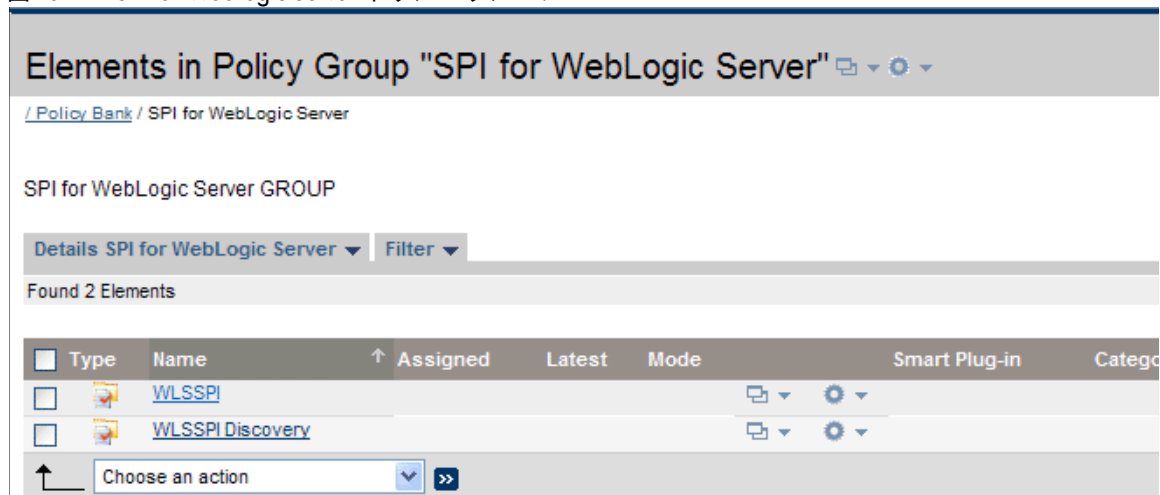 Elements in Policy Group "SPI for WebLogic Server"
/ Policy Bank / SPI for WebLogic Server
SPI for WebLogic Server GROUP
Details SPI for WebLogic Server Filter
Found 2 Elements
Type Name Assigned Latest Mode Smart Plug-in Catego
WLSSPI
WLSSPI Discovery
Choose an action